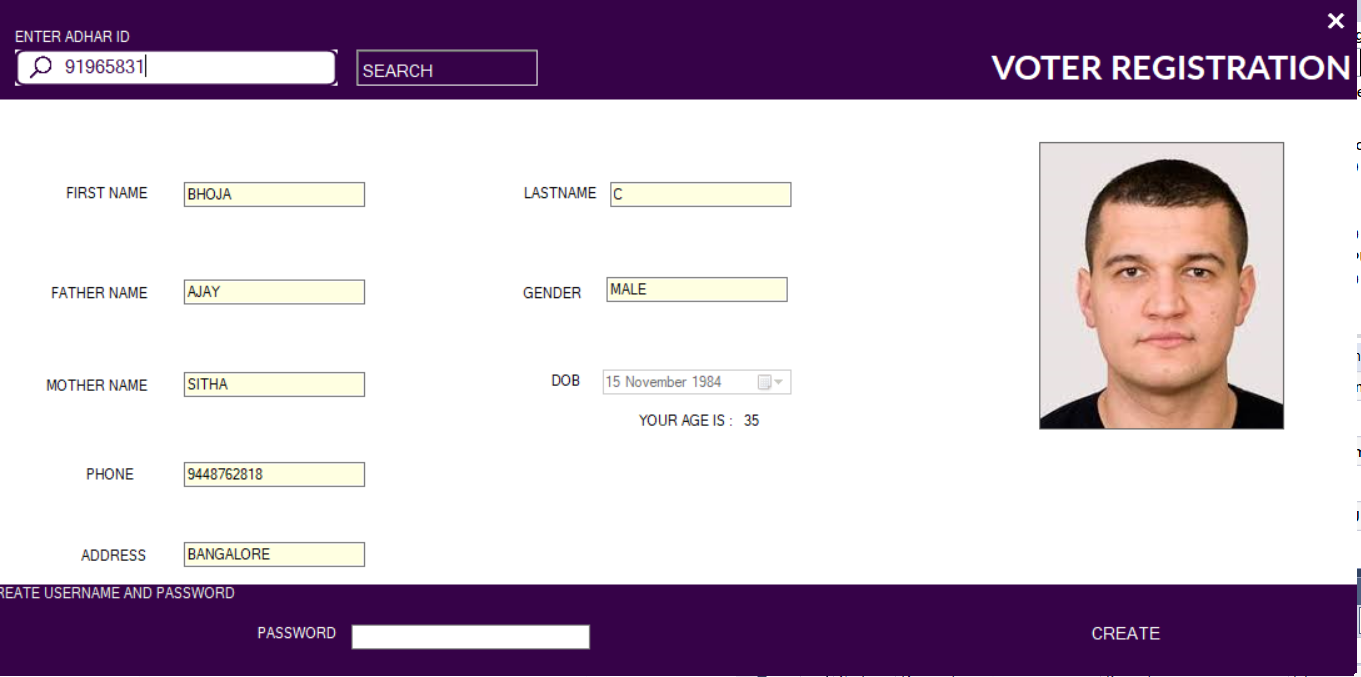 ENTER ADHAR ID
91965831
SEARCH
VOTER REGISTRATION
FIRST NAME BHOJA LASTNAME C
FATHER NAME AJAY GENDER MALE
MOTHER NAME SITHA DOB 15 November 1984
YOUR AGE IS : 35
PHONE 9448762818
ADDRESS BANGALORE
REATE USERNAME AND PASSWORD
PASSWORD CREATE